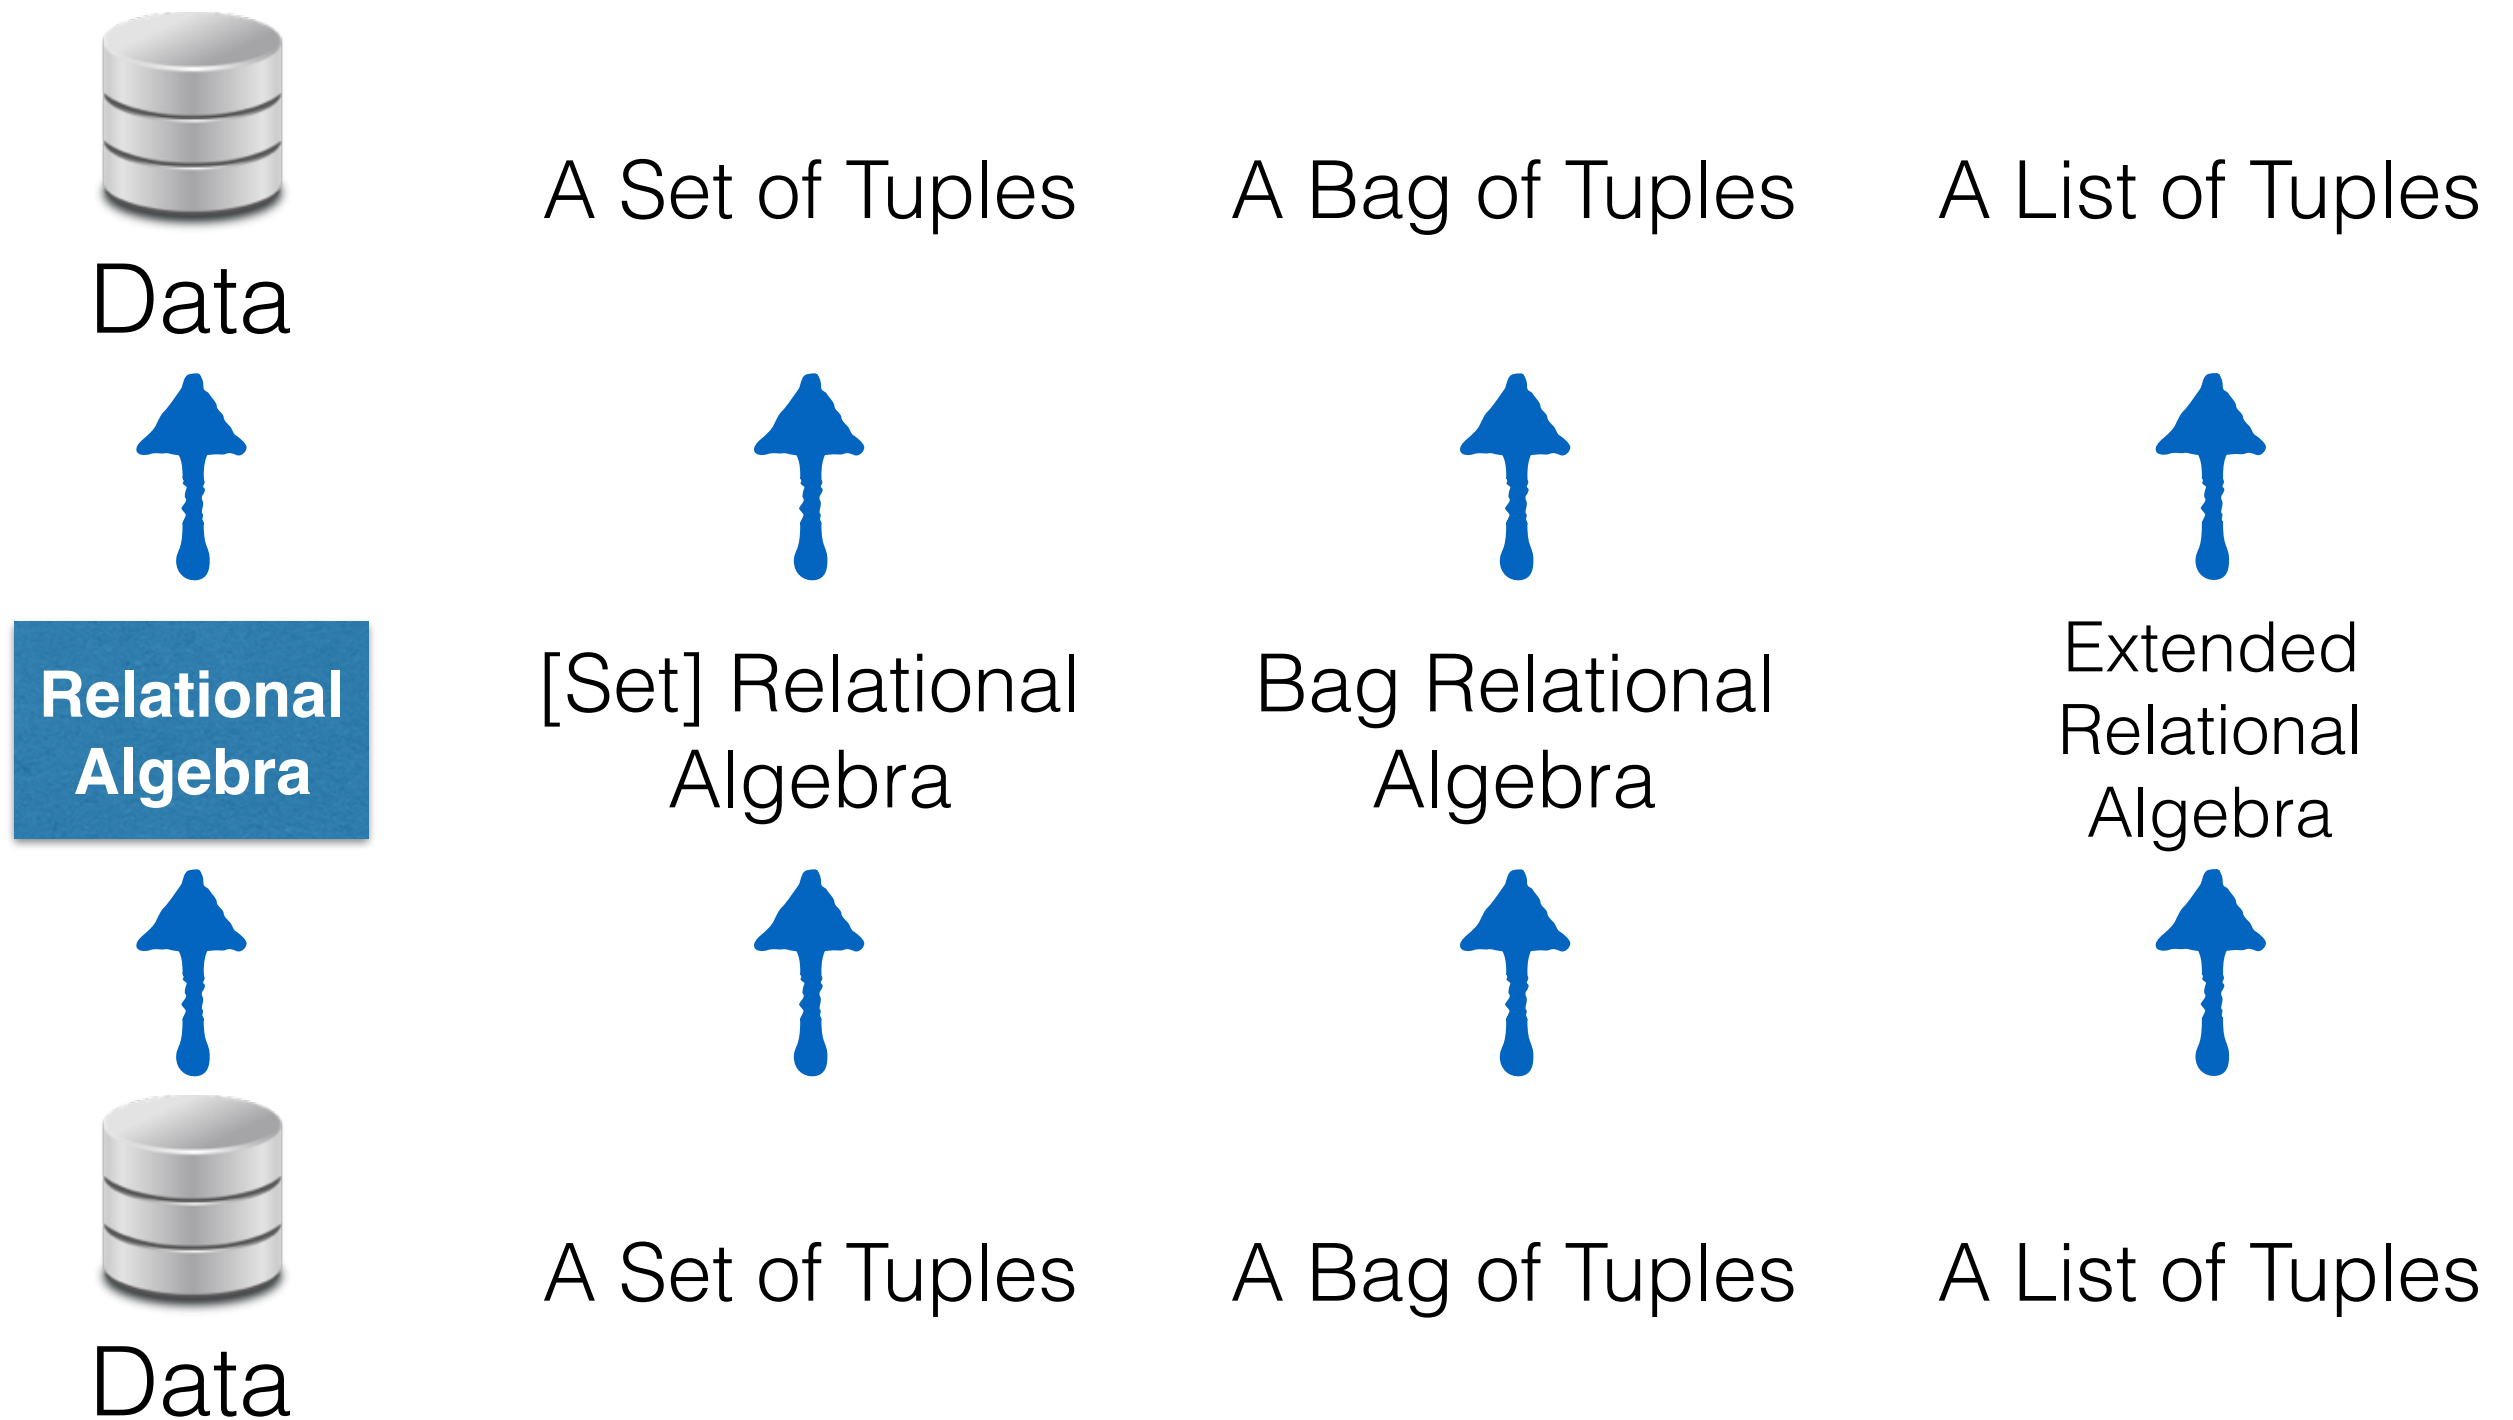 Data
A Set of Tuples
A Bag of Tuples
A List of Tuples
Relational
Algebra
[Set] Relational
Algebra
Bag Relational
Algebra
Extended
Relational
Algebra
Data
A Set of Tuples
A Bag of Tuples
A List of Tuples